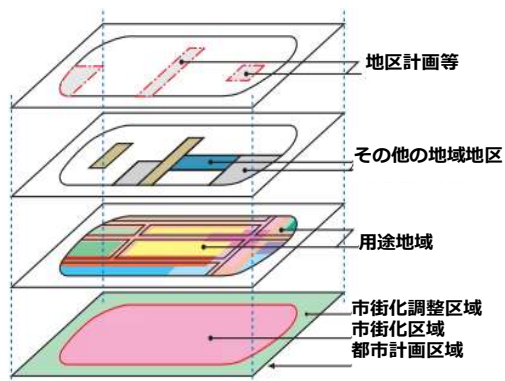 地区計画等
その他の地域地区
用途地域
市街化調整区域
市街化区域
都市計画区域